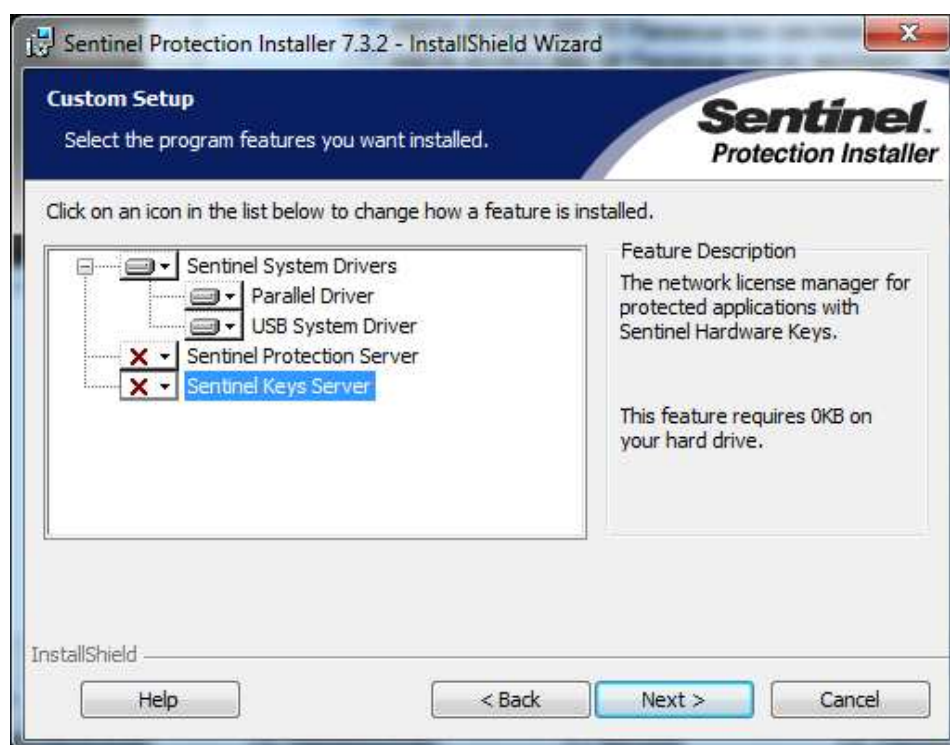 Sentinel Protection Installer 7.3.2 - InstallShield Wizard
Custom Setup
Select the program features you want installed.
Sentinel.
Protection Installer
Click on an icon in the list below to change how a feature is installed.
Sentinel System Drivers
Parallel Driver
USB System Driver
Sentinel Protection Server
Sentinel Keys Server
Feature Description
The network license manager for
protected applications with
Sentinel Hardware Keys.
This feature requires 0KB on
your hard drive.
InstallShield
Help
< Back
Next >
Cancel